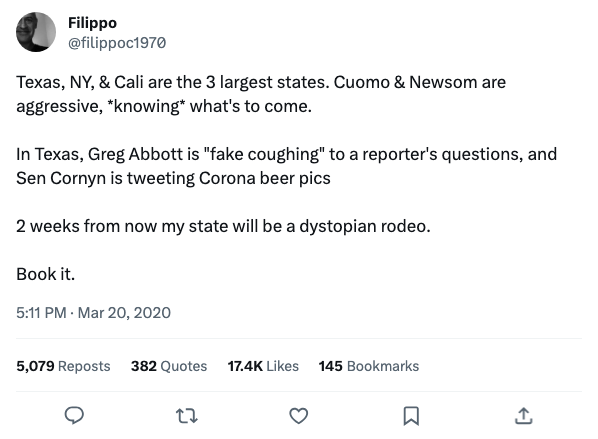 Filippo
@filippoc1970
Texas, NY, & Cali are the 3 largest states. Cuomo & Newsom are
aggressive, *knowing* what's to come.
In Texas, Greg Abbott is "fake coughing" to a reporter's questions, and
Sen Cornyn is tweeting Corona beer pics
2 weeks from now my state will be a dystopian rodeo.
Book it.
5:11 PM · Mar 20, 2020
5,079 Reposts 382 Quotes 17.4K Likes 145 Bookmarks